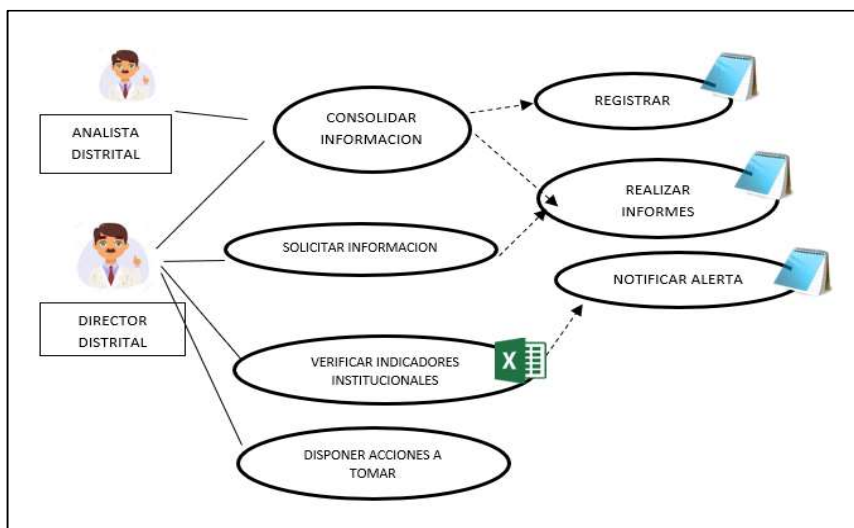 ANALISTA
DISTRITAL
CONSOLIDAR
INFORMACION
REGISTRAR
REALIZAR
INFORMES
SOLICITAR INFORMACION
NOTIFICAR ALERTA
DIRECTOR
DISTRITAL
VERIFICAR INDICADORES
INSTITUCIONALES
X
DISPONER ACCIONES A
TOMAR